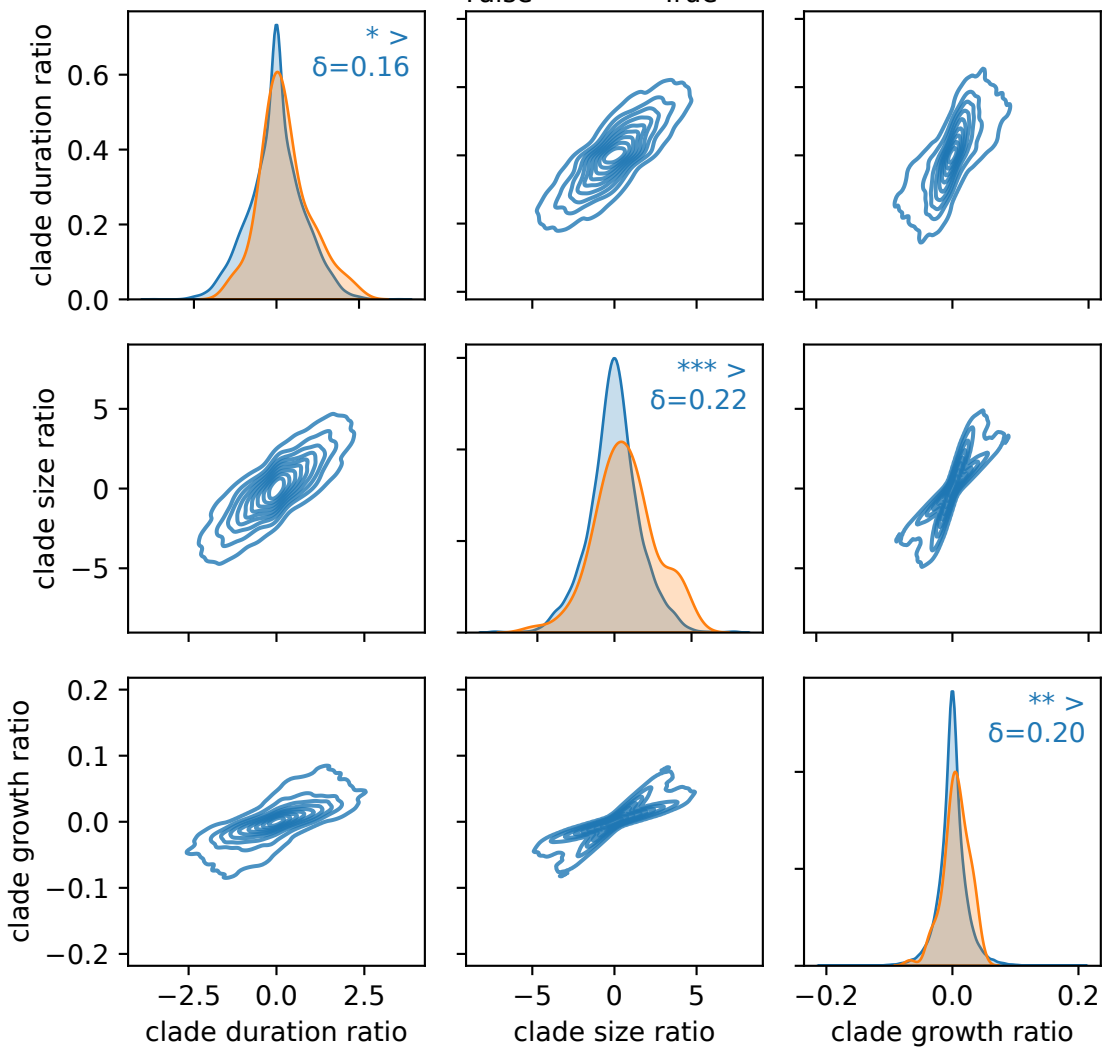 True
clade duration ratio
0.6
0.4
0.2
0.0
* >
δ=0.16
clade size ratio
5
0
−5
*** >
δ=0.22
clade growth ratio
0.2
0.1
0.0
−0.1
−0.2
** >
δ=0.20
−2.5 0.0 2.5
−5 0 5
−0.2 0.0 0.2
clade duration ratio
clade size ratio
clade growth ratio